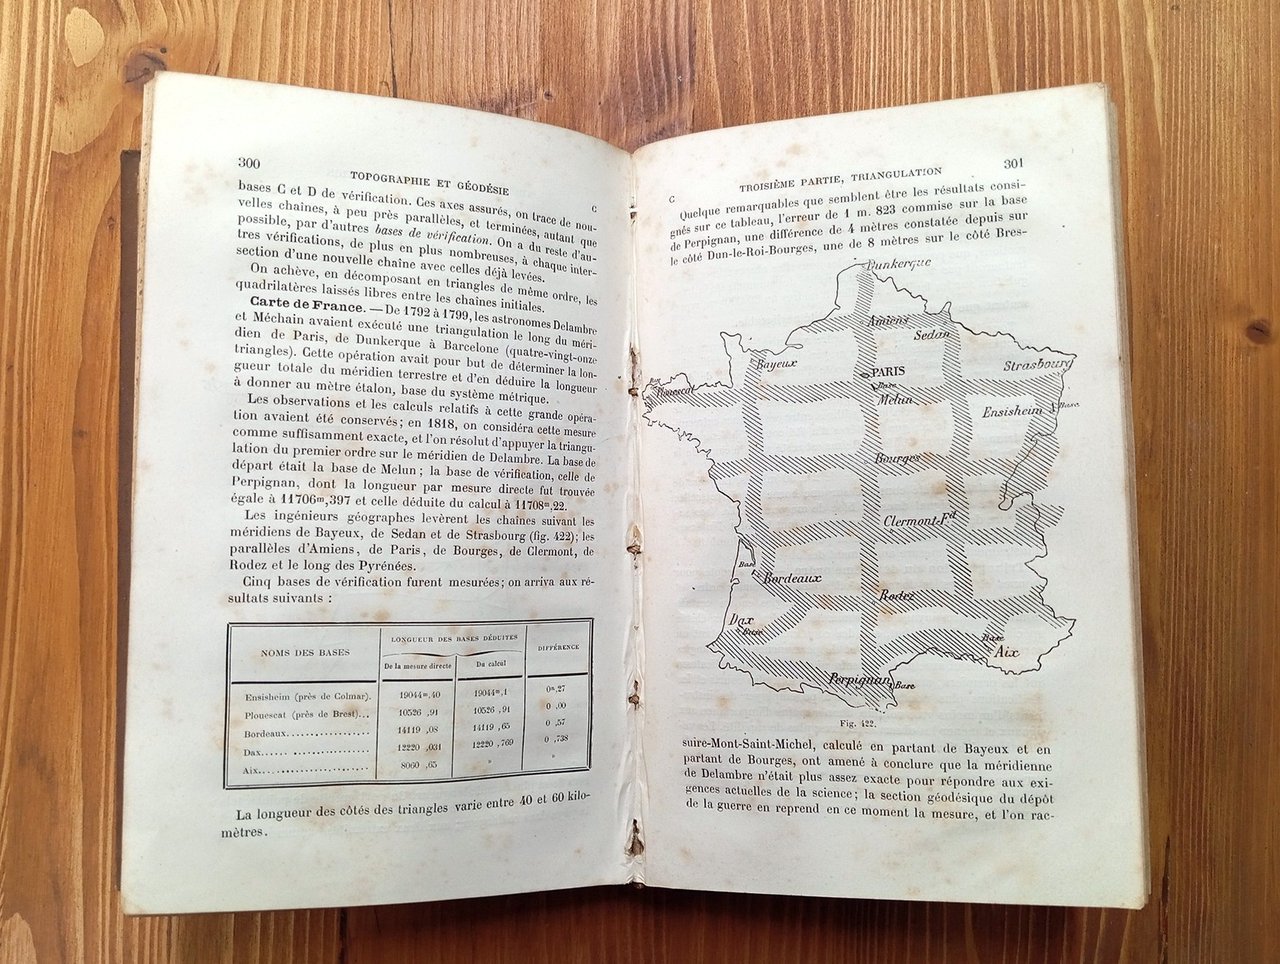 300
TOPOGRAPHIE ET GÉODÉSIE
C
bases C et D de vérification. Ces axes assurés, on trace de nou-
velles chaines, à peu près parallèles, et terminées, autant que
possible, par d'autres bases de vérification. On a du reste d'au-
tres vérifications, de plus en plus nombreuses, à chaque inter-
section d'une nouvelle chaîne avec celles déjà levées.
On achève, en décomposant en triangles de même ordre, les
quadrilatères laissés libres entre les chaines initiales.
Carte de France. — De 1792 à 1799, les astronomes Delambre
et Méchain avaient exécuté une triangulation le long du méri-
dien de Paris, de Dunkerque à Barcelone (quatre-vingt-onze
triangles). Cette opération avait pour but de déterminer la lon-
gueur totale du méridien terrestre et d'en déduire la longueur
à donner au mètre étalon, base du système métrique.
Les observations et les calculs relatifs à cette grande opéra-
tion avaient été conservés; en 1818, on considéra cette mesure
comme suffisamment exacte, et l'on résolut d'appuyer la triangu-
lation du premier ordre sur le méridien de Delambre. La base de
départ était la base de Melun; la base de vérification, celle de
Perpignan, dont la longueur par mesure directe fut trouvée
égale à 11706m,397 et celle déduite du calcul à 11708m,22.
Les ingénieurs géographes levèrent les chaines suivant les
méridiens de Bayeux, de Sedan et de Strasbourg (fig. 422); les
parallèles d'Amiens, de Paris, de Bourges, de Clermont, de
Rodez et le long des Pyrénées.
Cinq bases de vérification furent mesurées; on arriva aux ré-
sultats suivants :
NOMS DES BASES
LONGUEUR DES BASES DÉDUITES
DIFFÉRENCE
De la mesure directe
Du calcul
Ensisheim (près de Colmar). 19044m,40 19044m,1 0m,27
Plouescat (près de Brest)... 10526 ,91 10526 ,91 0 ,00
Bordeaux................ 14119 ,08 14119 ,65 0 ,57
Dax..................... 12220 ,031 12220 ,769 0 ,738
Aix..................... 8060 ,65 » »
La longueur des côtés des triangles varie entre 40 et 60 kilo-
mètres.
301
TROISIÈME PARTIE, TRIANGULATION
C
Quelque remarquables que semblent être les résultats consi-
gnés sur ce tableau, l'erreur de 1 m. 823 commise sur la base
de Perpignan, une différence de 4 mètres constatée depuis sur
le côté Dun-le-Roi-Bourges, une de 8 mètres sur le côté Bres-
Dunkerque
Amiens
Sedan
Bayeux
Strasbourg
PARIS
Base
Plouescat
Melun
Ensisheim
Base
Bourges
Clermont-Fd
Base
Bordeaux
Rodez
Dax
Base
Base
Aix
Perpignan
Base
Fig. 422.
suire-Mont-Saint-Michel, calculé en partant de Bayeux et en
partant de Bourges, ont amené à conclure que la méridienne
de Delambre n'était plus assez exacte pour répondre aux exi-
gences actuelles de la science; la section géodésique du dépôt
de la guerre en reprend en ce moment la mesure, et l'on rac-